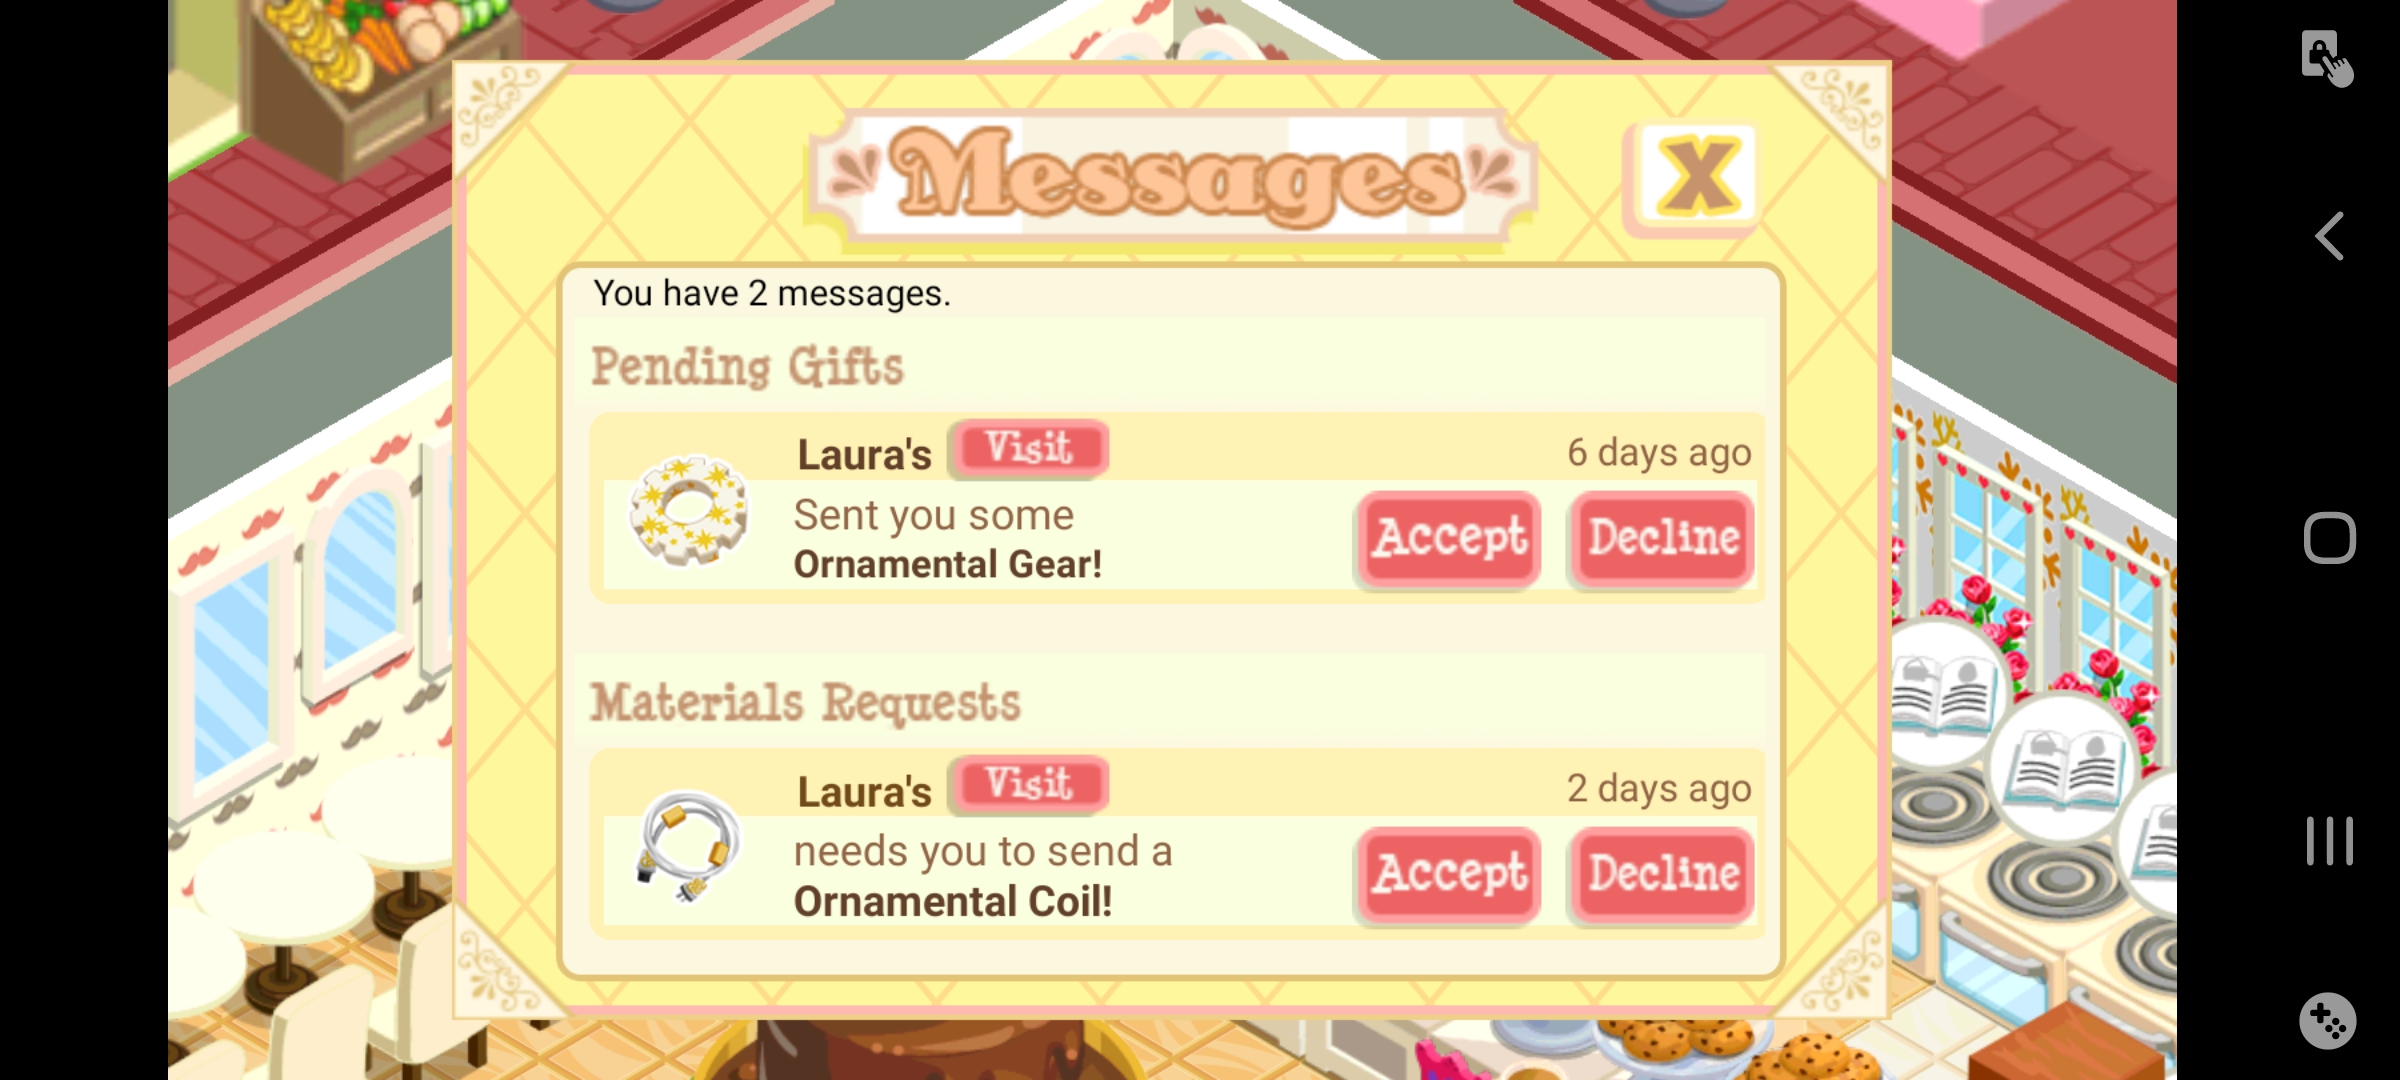 Messages
X
You have 2 messages.
Pending Gifts
Laura's Visit 6 days ago
Sent you some
Ornamental Gear!
Accept Decline
Materials Requests
Laura's Visit 2 days ago
needs you to send a
Ornamental Coil!
Accept Decline